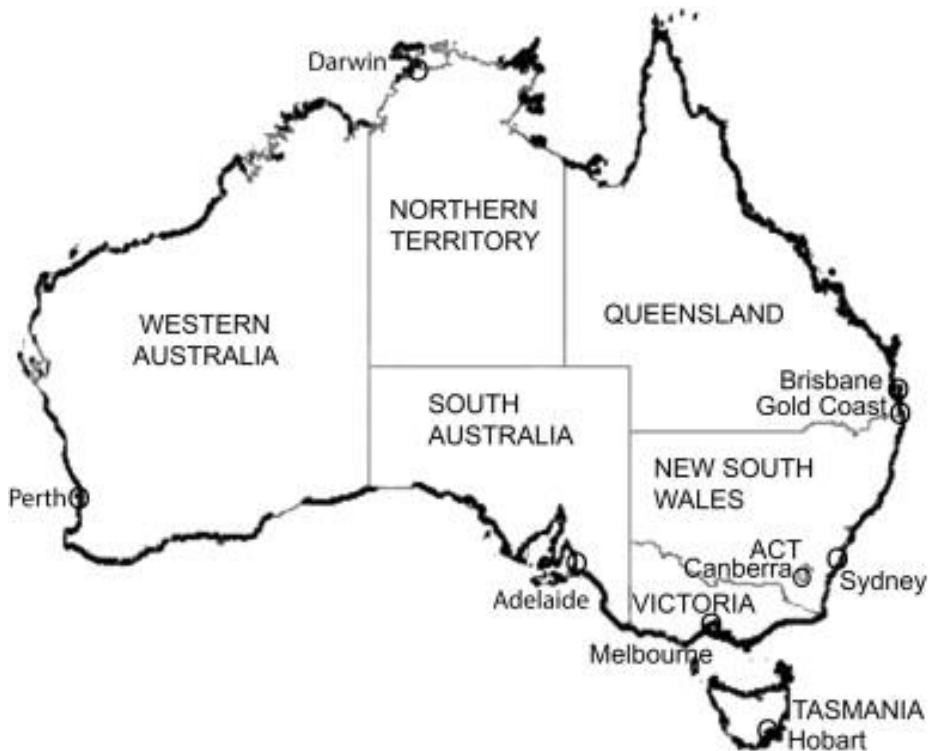 Darwin
NORTHERN
TERRITORY
WESTERN
AUSTRALIA
QUEENSLAND
Brisbane
Gold Coast
SOUTH
AUSTRALIA
NEW SOUTH
WALES
Perth
ACT
Canberra
Sydney
Adelaide
VICTORIA
Melbourne
TASMANIA
Hobart